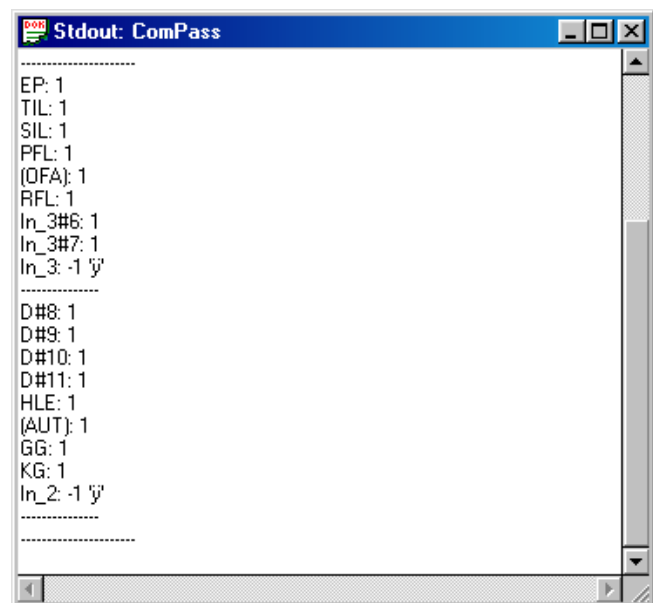 Stdout: ComPass
----------------------
EP: 1
TIL: 1
SIL: 1
PFL: 1
(OFA): 1
RFL: 1
In_3#6: 1
In_3#7: 1
In_3: -1 'ÿ'
---------------
D#8: 1
D#9: 1
D#10: 1
D#11: 1
HLE: 1
(AUT): 1
GG: 1
KG: 1
In_2: -1 'ÿ'
---------------
----------------------